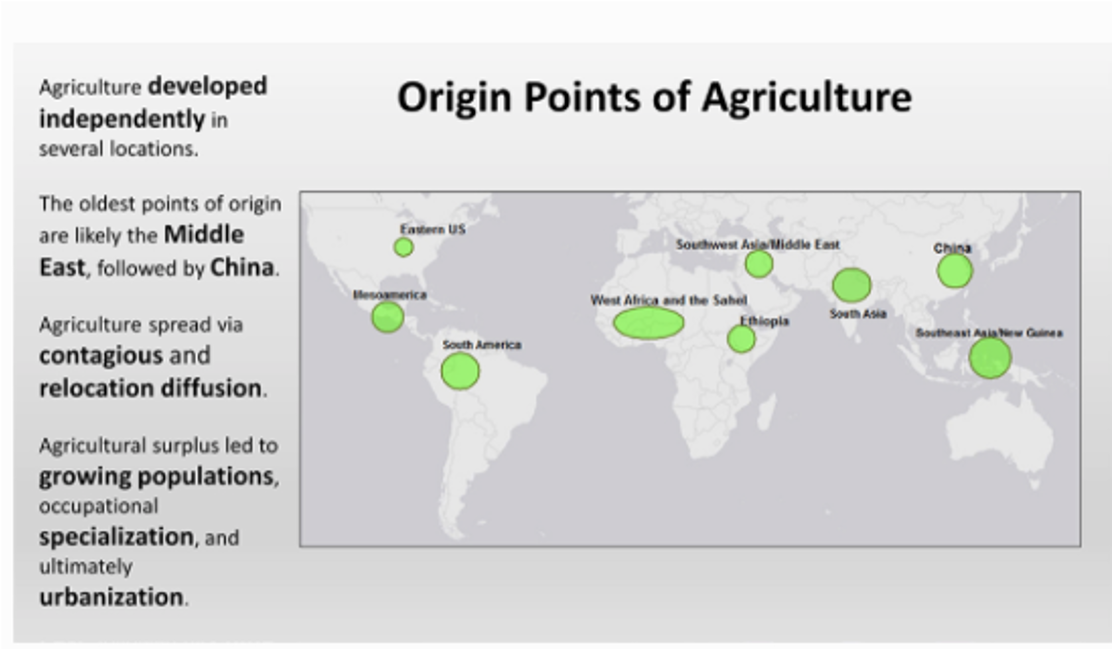 Origin Points of Agriculture
Agriculture developed
independently in
several locations.
The oldest points of origin
are likely the Middle
East, followed by China.
Agriculture spread via
contagious and
relocation diffusion.
Agricultural surplus led to
growing populations,
occupational
specialization, and
ultimately
urbanization.
Eastern US
Southwest Asia/Middle East
China
Mesoamerica
West Africa and the Sahel
South Asia
Ethiopia
Southeast Asia/New Guinea
South America